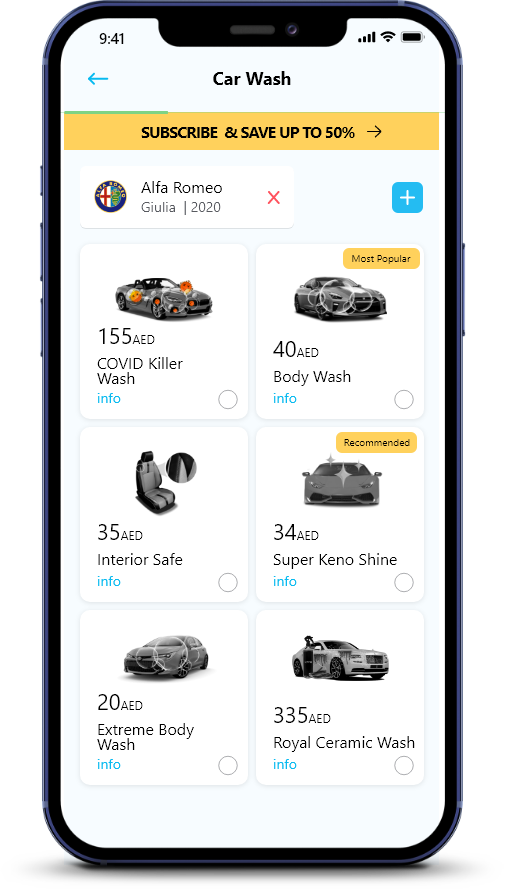 9:41
Car Wash
SUBSCRIBE & SAVE UP TO 50%
Alfa Romeo
Giulia | 2020
Most Popular
155AED
COVID Killer
Wash
info
40AED
Body Wash
info
Recommended
35AED
Interior Safe
info
34AED
Super Keno Shine
info
20AED
Extreme Body
Wash
info
335AED
Royal Ceramic Wash
info